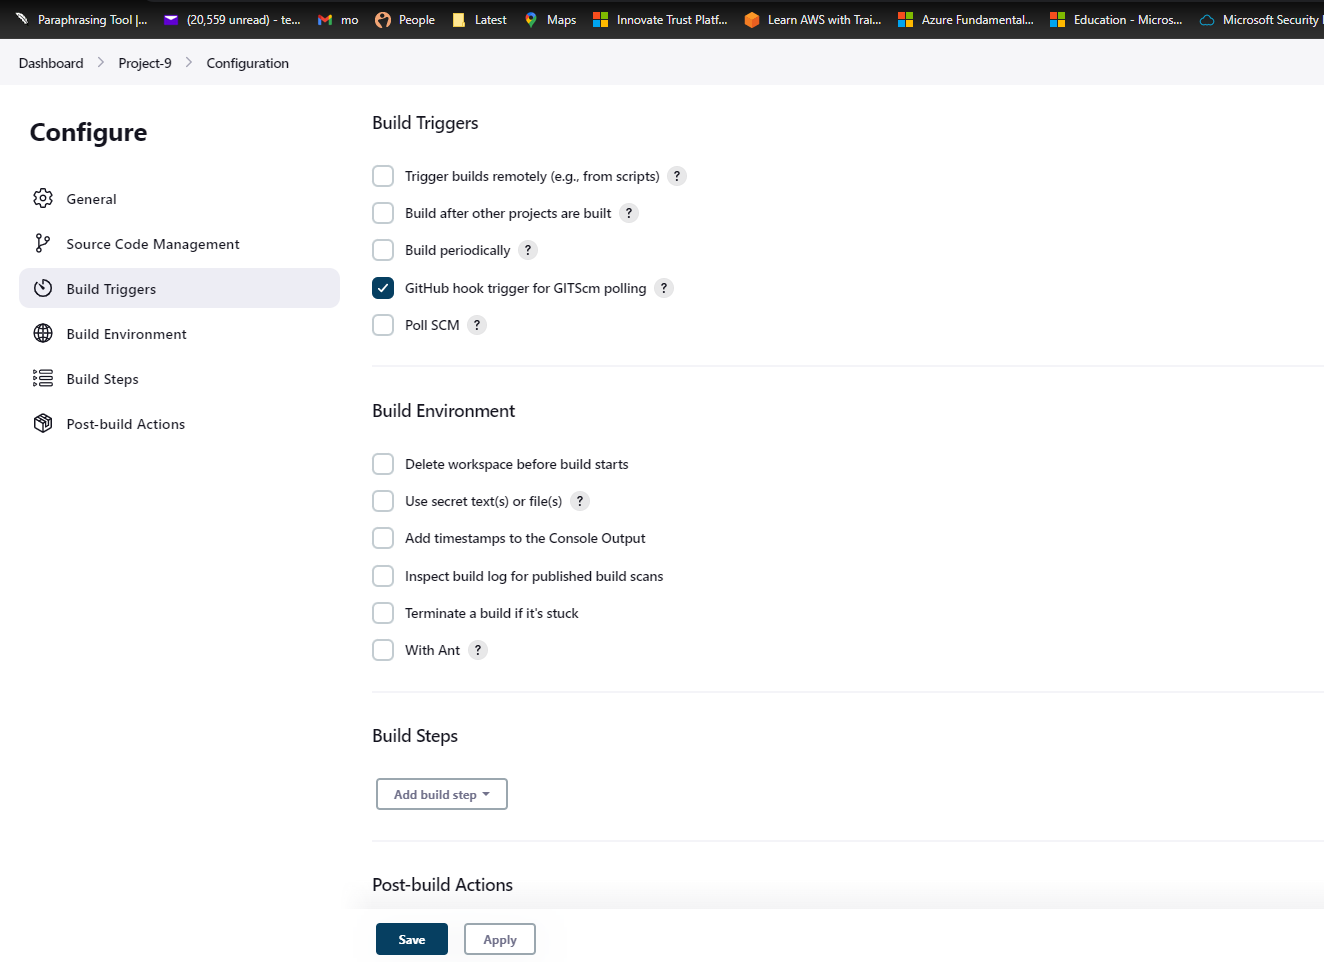 Paraphrasing Tool |... (20,559 unread) - te... mo People Latest Maps Innovate Trust Platf... Learn AWS with Trai... Azure Fundamental... Education - Micros... Microsoft Security
Dashboard > Project-9 > Configuration
Configure
General
Source Code Management
Build Triggers
Build Environment
Build Steps
Post-build Actions
Build Triggers
Trigger builds remotely (e.g., from scripts) ?
Build after other projects are built ?
Build periodically ?
GitHub hook trigger for GITScm polling ?
Poll SCM ?
Build Environment
Delete workspace before build starts
Use secret text(s) or file(s) ?
Add timestamps to the Console Output
Inspect build log for published build scans
Terminate a build if it's stuck
With Ant ?
Build Steps
Add build step
Post-build Actions
Save Apply